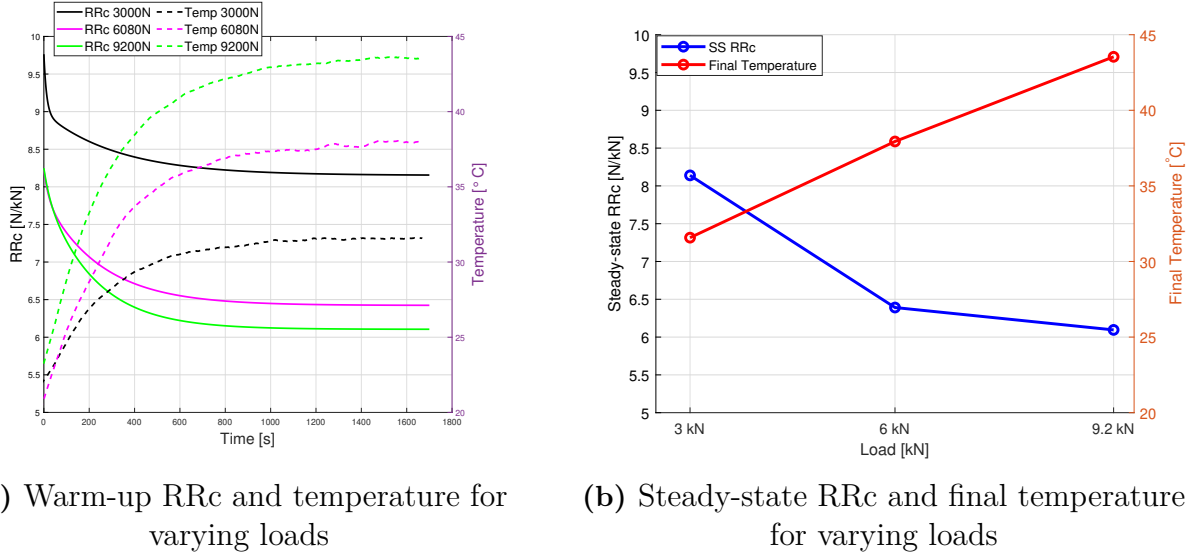 RRc 3000N Temp 3000N
RRc 6080N Temp 6080N
RRc 9200N Temp 9200N
10
9.5
9
8.5
8
7.5
7
6.5
6
5.5
5
RRc [N/kN]
0 200 400 600 800 1000 1200 1400 1600 1800
Time [s]
45
40
35
30
25
20
Temperature [°C]
SS RRc
Final Temperature
10
9.5
9
8.5
8
7.5
7
6.5
6
5.5
5
Steady-state RRc [N/kN]
3 kN 6 kN 9.2 kN
Load [kN]
45
40
35
30
25
20
Final Temperature [°C]
) Warm-up RRc and temperature for
varying loads
(b) Steady-state RRc and final temperature
for varying loads